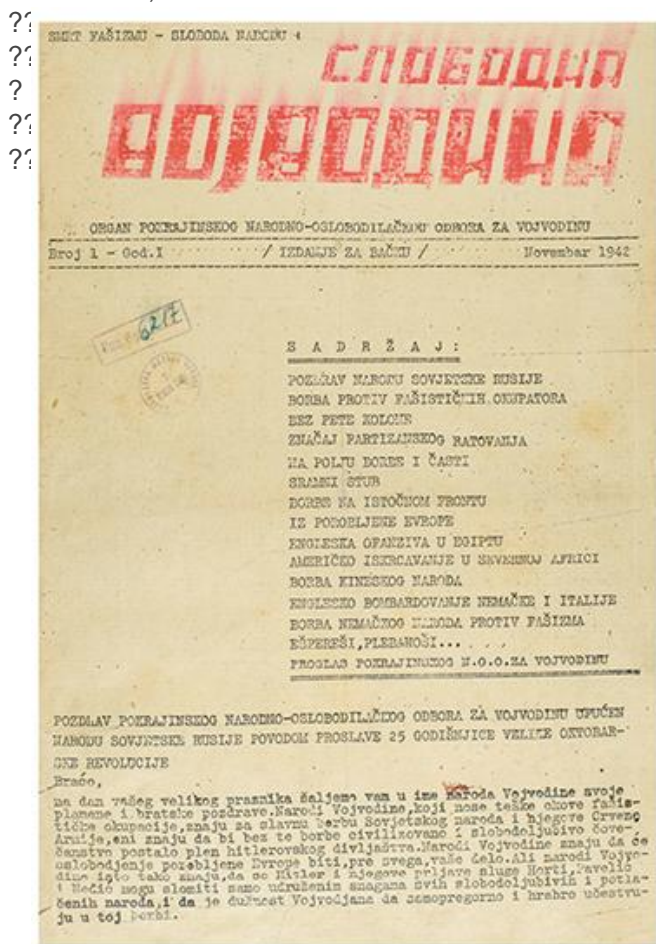 ??
??
?
??
??
SMRT FAŠIZMU - SLOBODA NARODU
СЛОБОДНА
ВОЈВОДИНА
ORGAN POKRAJINSKOG NARODNO-OSLOBODILAČKOG ODBORA ZA VOJVODINU
Broj 1 - God.I / IZDANJE ZA BAČKU / Novembar 1942
6217
S A D R Ž A J :
POZDRAV NARODU SOVJETSKE RUSIJE
BORBA PROTIV FAŠISTIČKIH OKUPATORA
BEZ PETE KOLONE
ZNAČAJ PARTIZANSKOG RATOVANJA
NA POLJU BORBE I ČASTI
SRAMNI STUB
BORBE NA ISTOČNOM FRONTU
IZ POROBLJENE EVROPE
ENGLESKA OFANZIVA U EGIPTU
AMERIČKO ISKRCAVANJE U SEVERNOJ AFRICI
BORBA KINESKOG NARODA
ENGLESKO BOMBARDOVANJE NEMAČKE I ITALIJE
BORBA NEMAČKOG NARODA PROTIV FAŠIZMA
EŠPEREŠI,PLEBANOŠI...
PROGLAS POKRAJINSKOG N.O.O.ZA VOJVODINU
POZDRAV POKRAJINSKOG NARODNO-OSLOBODILAČKOG ODBORA ZA VOJVODINU UPUĆEN
NARODU SOVJETSKE RUSIJE POVODOM PROSLAVE 25 GODIŠNJICE VELIKE OKTOBAR-
SKE REVOLUCIJE
Braćo,
na dan vašeg velikog praznika šaljemo vam u ime naroda Vojvodine svoje
plamene i bratske pozdrave.Narodi Vojvodine,koji nose teške okove fašis-
tičke okupacije,znaju za slavnu borbu Sovjetskog naroda i njegove Crvene
Armije,oni znaju da bi bez te borbe civilizovano i slobodoljubivo čove-
čanstvo postalo plen hitlerovskog divljaštva.Narodi Vojvodine znaju da će
oslobodjenje porobljene Evrope biti,pre svega,vaše delo.Ali narodi Vojvo-
dine isto tako znaju,da se Hitler i njegove prljave sluge Horti,Pavelić
i Nedić mogu slomiti samo udruženim snagama svih slobodoljubivih i potla-
čenih naroda,i da je dužnost Vojvodjana da samopregorno i hrabro učestvu-
ju u toj borbi.